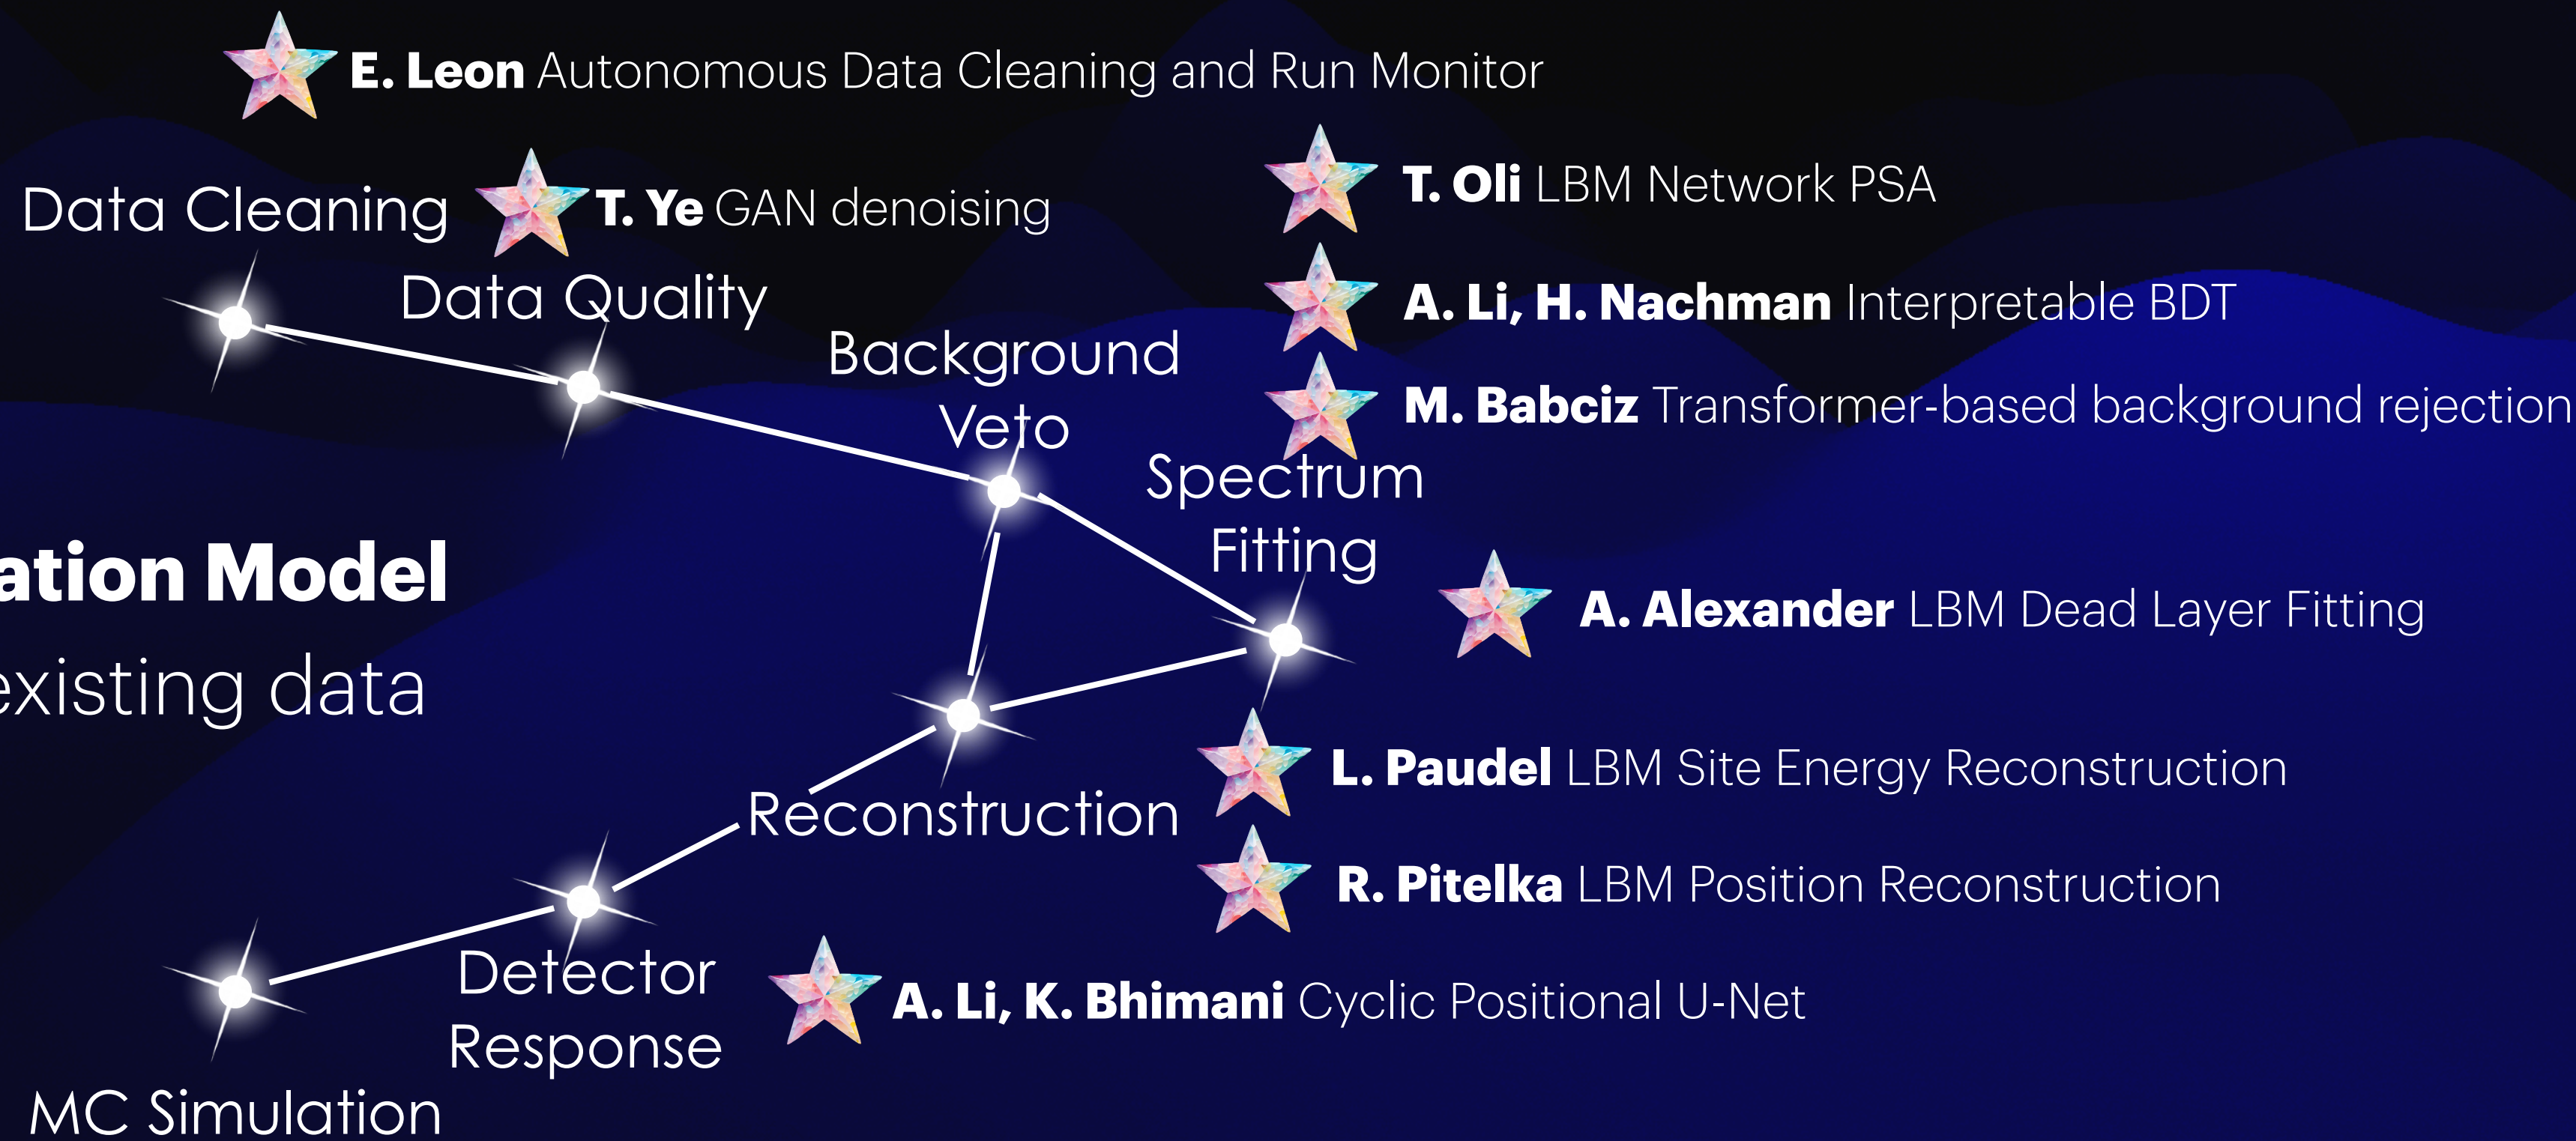 E. Leon Autonomous Data Cleaning and Run Monitor
Data Cleaning
T. Ye GAN denoising
T. Oli LBM Network PSA
Data Quality
A. Li, H. Nachman Interpretable BDT
Background
Veto
M. Babciz Transformer-based background rejection
Spectrum
Fitting
ation Model
existing data
A. Alexander LBM Dead Layer Fitting
L. Paudel LBM Site Energy Reconstruction
Reconstruction
R. Pitelka LBM Position Reconstruction
Detector
Response
A. Li, K. Bhimani Cyclic Positional U-Net
MC Simulation